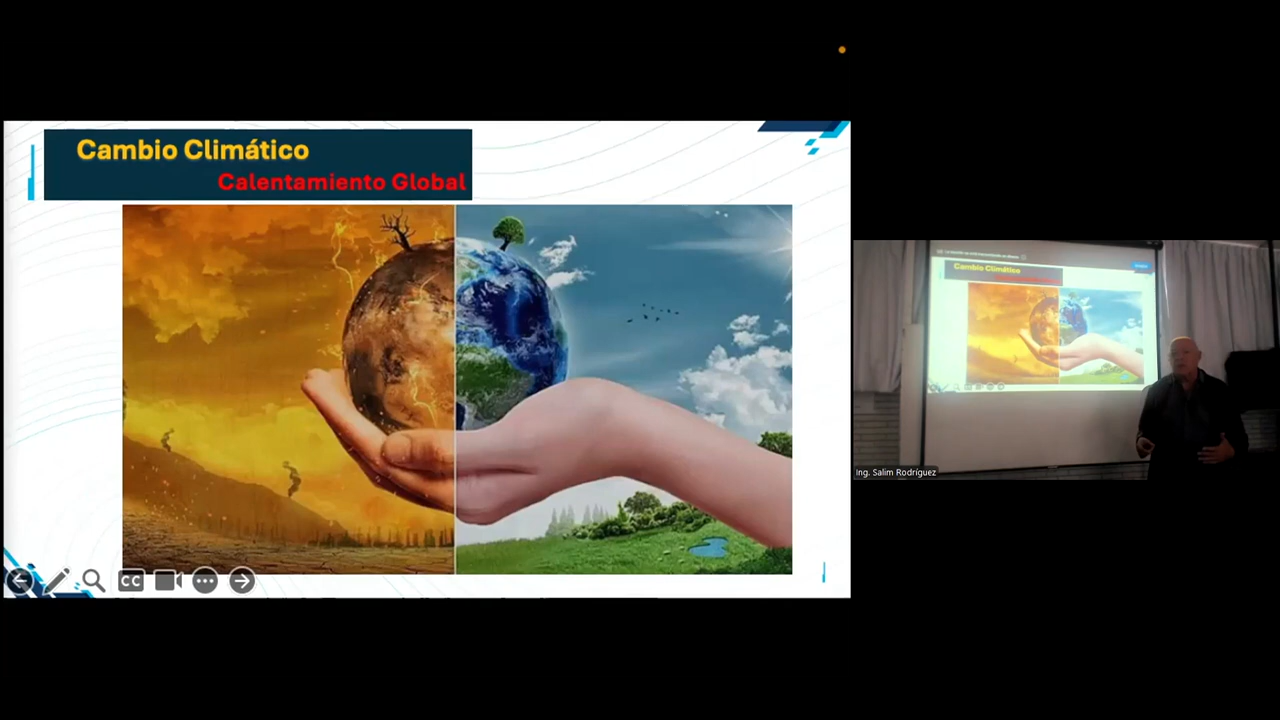 Cambio Climático
Calentamiento Global
CC
Cambio Climático
Ing. Salim Rodríguez